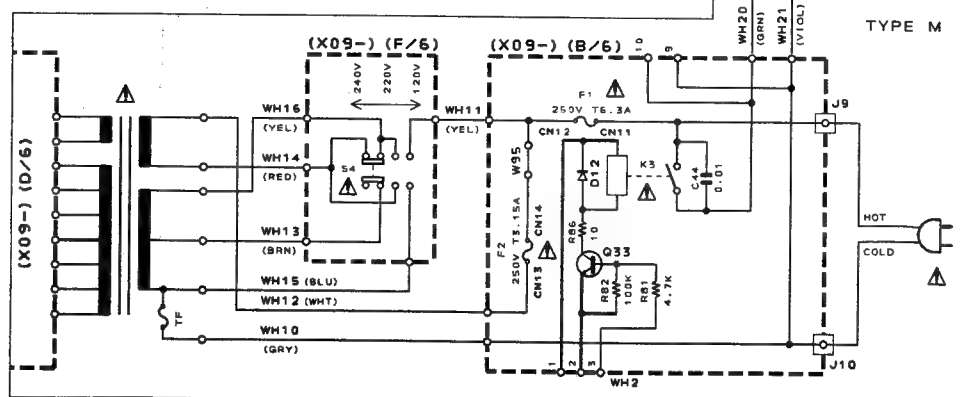 TYPE M
WH20
(GRN)
WH21
(VIOL)
(X09-) (F/6)
(X09-) (B/6)
10
9
240V
220V
120V
WH16
(YEL)
WH11
(YEL)
F1
250V T6.3A
CN12
CN11
J9
WH14
(RED)
S4
W95
D12
K3
C44
0.01
(X09-) (D/6)
HOT
COLD
F2
250V T3.15A
CN14
CN13
R86
10
Q33
R82
100K
R81
4.7K
WH13
(BRN)
WH15 (BLU)
WH12 (WHT)
TF
WH10
(GRY)
1
2
3
WH2
J10